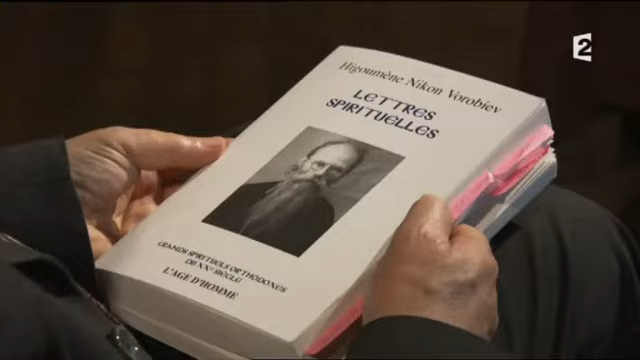 2
Higoumène Nikon Vorobiev
LETTRES
SPIRITUELLES
GRANDS SPIRITUELS ORTHODOXES
DU XXe SIÈCLE
L'AGE D'HOMME